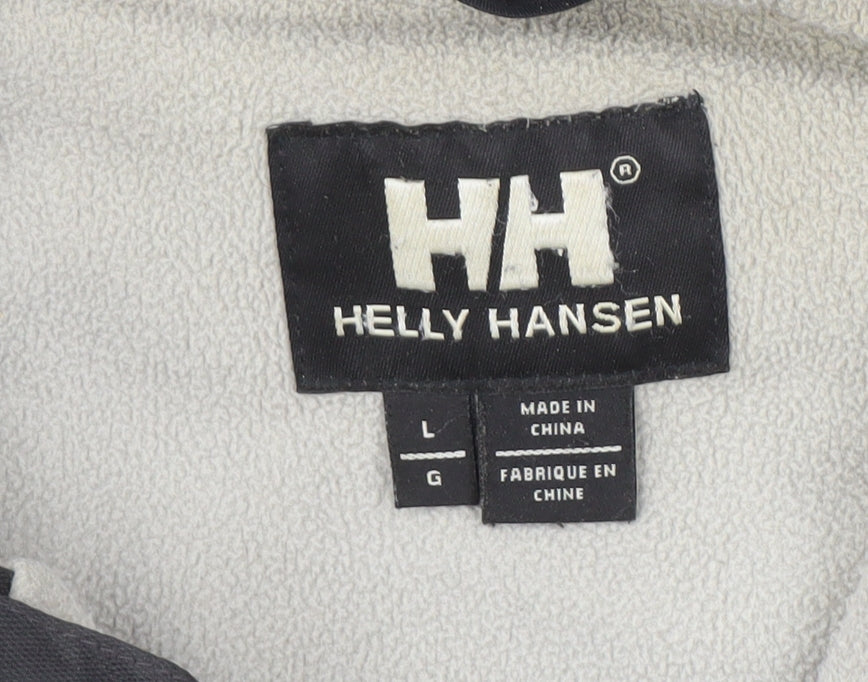 HH®
HELLY HANSEN
L
G
MADE IN
CHINA
FABRIQUE EN
CHINE